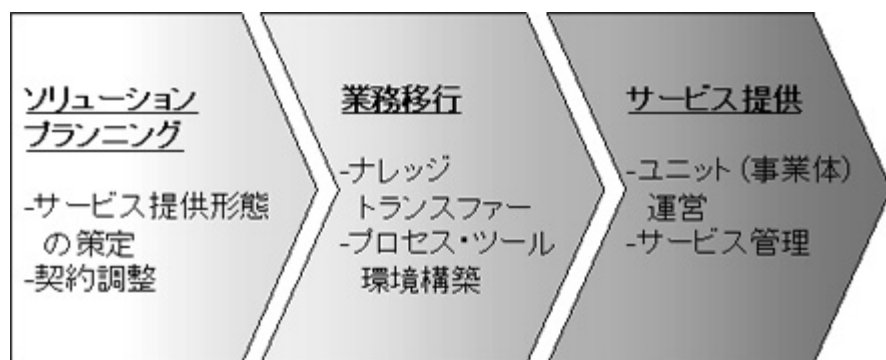 ソリューション
プランニング
-サービス提供形態
の策定
-契約調整
業務移行
-ナレッジ
トランスファー
-プロセス・ツール
環境構築
サービス提供
-ユニット(事業体)
運営
-サービス管理